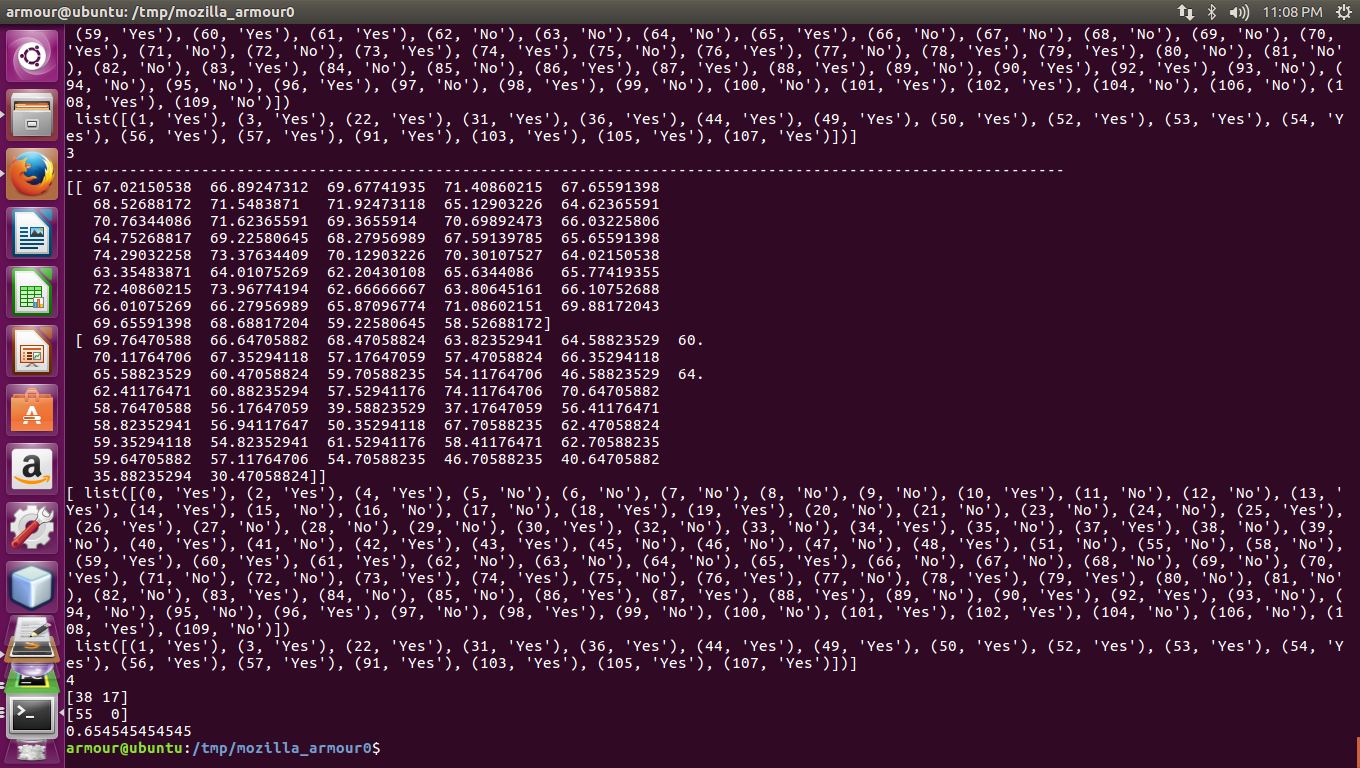 armour@ubuntu: /tmp/mozilla_armour0
11:08 PM
(59, 'Yes'), (60, 'Yes'), (61, 'Yes'), (62, 'No'), (63, 'No'), (64, 'No'), (65, 'Yes'), (66, 'No'), (67, 'No'), (68, 'No'), (69, 'No'), (70,
'Yes'), (71, 'No'), (72, 'No'), (73, 'Yes'), (74, 'Yes'), (75, 'No'), (76, 'Yes'), (77, 'No'), (78, 'Yes'), (79, 'Yes'), (80, 'No'), (81, 'No'
), (82, 'No'), (83, 'Yes'), (84, 'No'), (85, 'No'), (86, 'Yes'), (87, 'Yes'), (88, 'Yes'), (89, 'No'), (90, 'Yes'), (92, 'Yes'), (93, 'No'), (
94, 'No'), (95, 'No'), (96, 'Yes'), (97, 'No'), (98, 'Yes'), (99, 'No'), (100, 'No'), (101, 'Yes'), (102, 'Yes'), (104, 'No'), (106, 'No'), (1
08, 'Yes'), (109, 'No')])
list([(1, 'Yes'), (3, 'Yes'), (22, 'Yes'), (31, 'Yes'), (36, 'Yes'), (44, 'Yes'), (49, 'Yes'), (50, 'Yes'), (52, 'Yes'), (53, 'Yes'), (54, 'Y
es'), (56, 'Yes'), (57, 'Yes'), (91, 'Yes'), (103, 'Yes'), (105, 'Yes'), (107, 'Yes')])]
3
--------------------------------------------------------------------------------------------------------------
[[ 67.02150538 66.89247312 69.67741935 71.40860215 67.65591398
68.52688172 71.5483871 71.92473118 65.12903226 64.62365591
70.76344086 71.62365591 69.3655914 70.69892473 66.03225806
64.75268817 69.22580645 68.27956989 67.59139785 65.65591398
74.29032258 73.37634409 70.12903226 70.30107527 64.02150538
63.35483871 64.01075269 62.20430108 65.6344086 65.77419355
72.40860215 73.96774194 62.66666667 63.80645161 66.10752688
66.01075269 66.27956989 65.87096774 71.08602151 69.88172043
69.65591398 68.68817204 59.22580645 58.52688172]
[ 69.76470588 66.64705882 68.47058824 63.82352941 64.58823529 60.
70.11764706 67.35294118 57.17647059 57.47058824 66.35294118
65.58823529 60.47058824 59.70588235 54.11764706 46.58823529 64.
62.41176471 60.88235294 57.52941176 74.11764706 70.64705882
58.76470588 56.17647059 39.58823529 37.17647059 56.41176471
58.82352941 56.94117647 50.35294118 67.70588235 62.47058824
59.35294118 54.82352941 61.52941176 58.41176471 62.70588235
59.64705882 57.11764706 54.70588235 46.70588235 40.64705882
35.88235294 30.47058824]]
[ list([(0, 'Yes'), (2, 'Yes'), (4, 'Yes'), (5, 'No'), (6, 'No'), (7, 'No'), (8, 'No'), (9, 'No'), (10, 'Yes'), (11, 'No'), (12, 'No'), (13, '
Yes'), (14, 'Yes'), (15, 'No'), (16, 'No'), (17, 'No'), (18, 'Yes'), (19, 'Yes'), (20, 'No'), (21, 'No'), (23, 'No'), (24, 'No'), (25, 'Yes'),
(26, 'Yes'), (27, 'No'), (28, 'No'), (29, 'No'), (30, 'Yes'), (32, 'No'), (33, 'No'), (34, 'Yes'), (35, 'No'), (37, 'Yes'), (38, 'No'), (39,
'No'), (40, 'Yes'), (41, 'No'), (42, 'Yes'), (43, 'Yes'), (45, 'No'), (46, 'No'), (47, 'No'), (48, 'Yes'), (51, 'No'), (55, 'No'), (58, 'No'),
(59, 'Yes'), (60, 'Yes'), (61, 'Yes'), (62, 'No'), (63, 'No'), (64, 'No'), (65, 'Yes'), (66, 'No'), (67, 'No'), (68, 'No'), (69, 'No'), (70,
'Yes'), (71, 'No'), (72, 'No'), (73, 'Yes'), (74, 'Yes'), (75, 'No'), (76, 'Yes'), (77, 'No'), (78, 'Yes'), (79, 'Yes'), (80, 'No'), (81, 'No'
), (82, 'No'), (83, 'Yes'), (84, 'No'), (85, 'No'), (86, 'Yes'), (87, 'Yes'), (88, 'Yes'), (89, 'No'), (90, 'Yes'), (92, 'Yes'), (93, 'No'), (
94, 'No'), (95, 'No'), (96, 'Yes'), (97, 'No'), (98, 'Yes'), (99, 'No'), (100, 'No'), (101, 'Yes'), (102, 'Yes'), (104, 'No'), (106, 'No'), (1
08, 'Yes'), (109, 'No')])
list([(1, 'Yes'), (3, 'Yes'), (22, 'Yes'), (31, 'Yes'), (36, 'Yes'), (44, 'Yes'), (49, 'Yes'), (50, 'Yes'), (52, 'Yes'), (53, 'Yes'), (54, 'Y
es'), (56, 'Yes'), (57, 'Yes'), (91, 'Yes'), (103, 'Yes'), (105, 'Yes'), (107, 'Yes')])]
4
[38 17]
[55 0]
0.654545454545
armour@ubuntu:/tmp/mozilla_armour0$